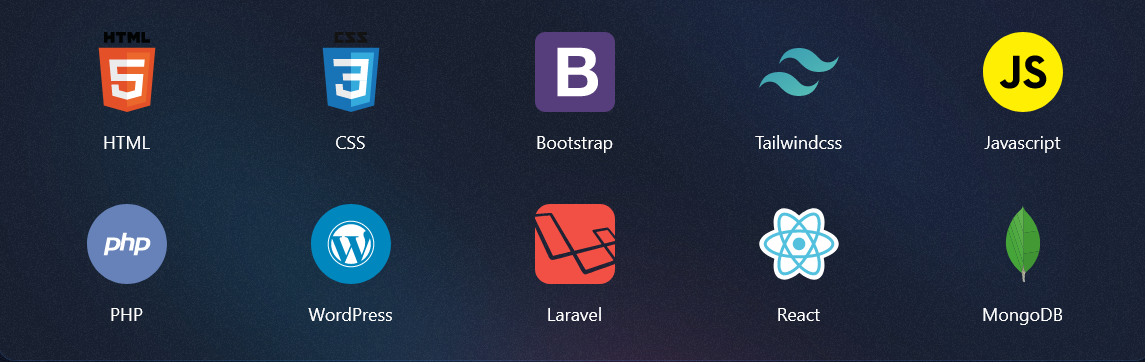 HTML
CSS
5
3
B
JS
HTML
CSS
Bootstrap
Tailwindcss
Javascript
php
W
PHP
WordPress
Laravel
React
MongoDB